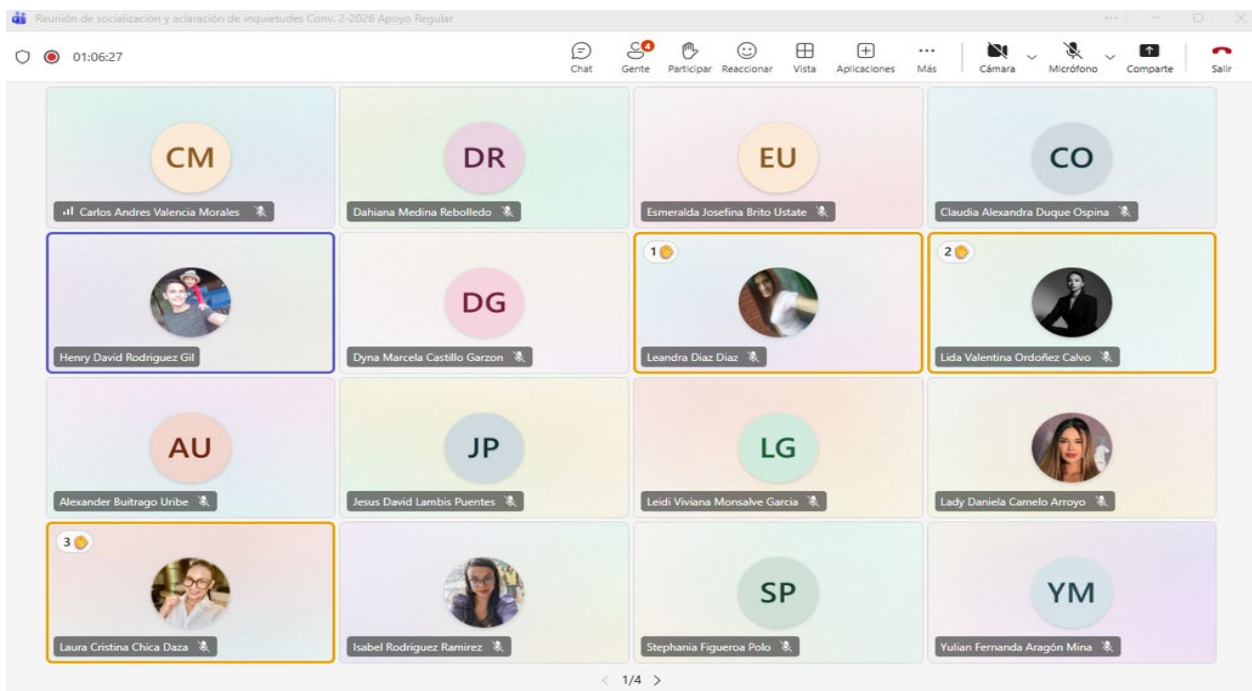 Reunión de socialización y aclaración de inquietudes Conv. 2-2026 Apoyo Regular
01:06:27
Chat
4
Gente
Participar
Reaccionar
Vista
Aplicaciones
Más
Cámara
Micrófono
Comparte
Salir
CM
Carlos Andres Valencia Morales
DR
Dahiana Medina Rebolledo
EU
Esmeralda Josefina Brito Ustate
CO
Claudia Alexandra Duque Ospina
Henry David Rodriguez Gil
DG
Dyna Marcela Castillo Garzon
1
Leandra Diaz Diaz
2
Lida Valentina Ordoñez Calvo
AU
Alexander Buitrago Uribe
JP
Jesus David Lambis Puentes
LG
Leidi Viviana Monsalve Garcia
Lady Daniela Camelo Arroyo
3
Laura Cristina Chica Daza
Isabel Rodriguez Ramirez
SP
Stephania Figueroa Polo
YM
Yulian Fernanda Aragón Mina
1/4